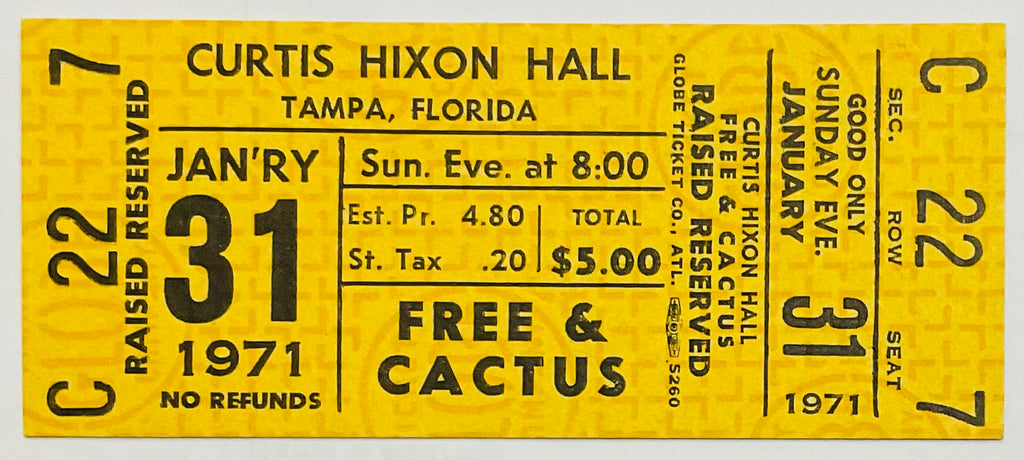 C 22 7
RAISED RESERVED
CURTIS HIXON HALL
TAMPA, FLORIDA
JAN'RY
31
1971
NO REFUNDS
Sun. Eve. at 8:00
Est. Pr. 4.80
St. Tax .20
TOTAL
$5.00
FREE &
CACTUS
GLOBE TICKET CO., ATL. 5260
RAISED RESERVED
FREE & CACTUS
CURTIS HIXON HALL
JANUARY 31
SUNDAY EVE.
GOOD ONLY
1971
SEC. ROW SEAT
C 22 7